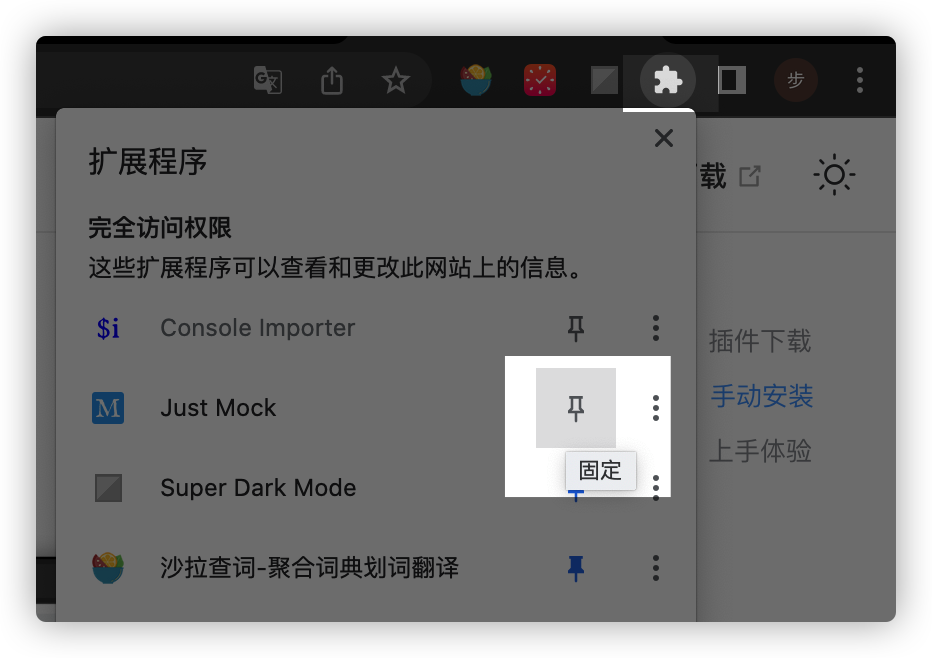 步
扩展程序
载
完全访问权限
这些扩展程序可以查看和更改此网站上的信息。
$i Console Importer
插件下载
M Just Mock
手动安装
固定
上手体验
Super Dark Mode
沙拉查词-聚合词典划词翻译